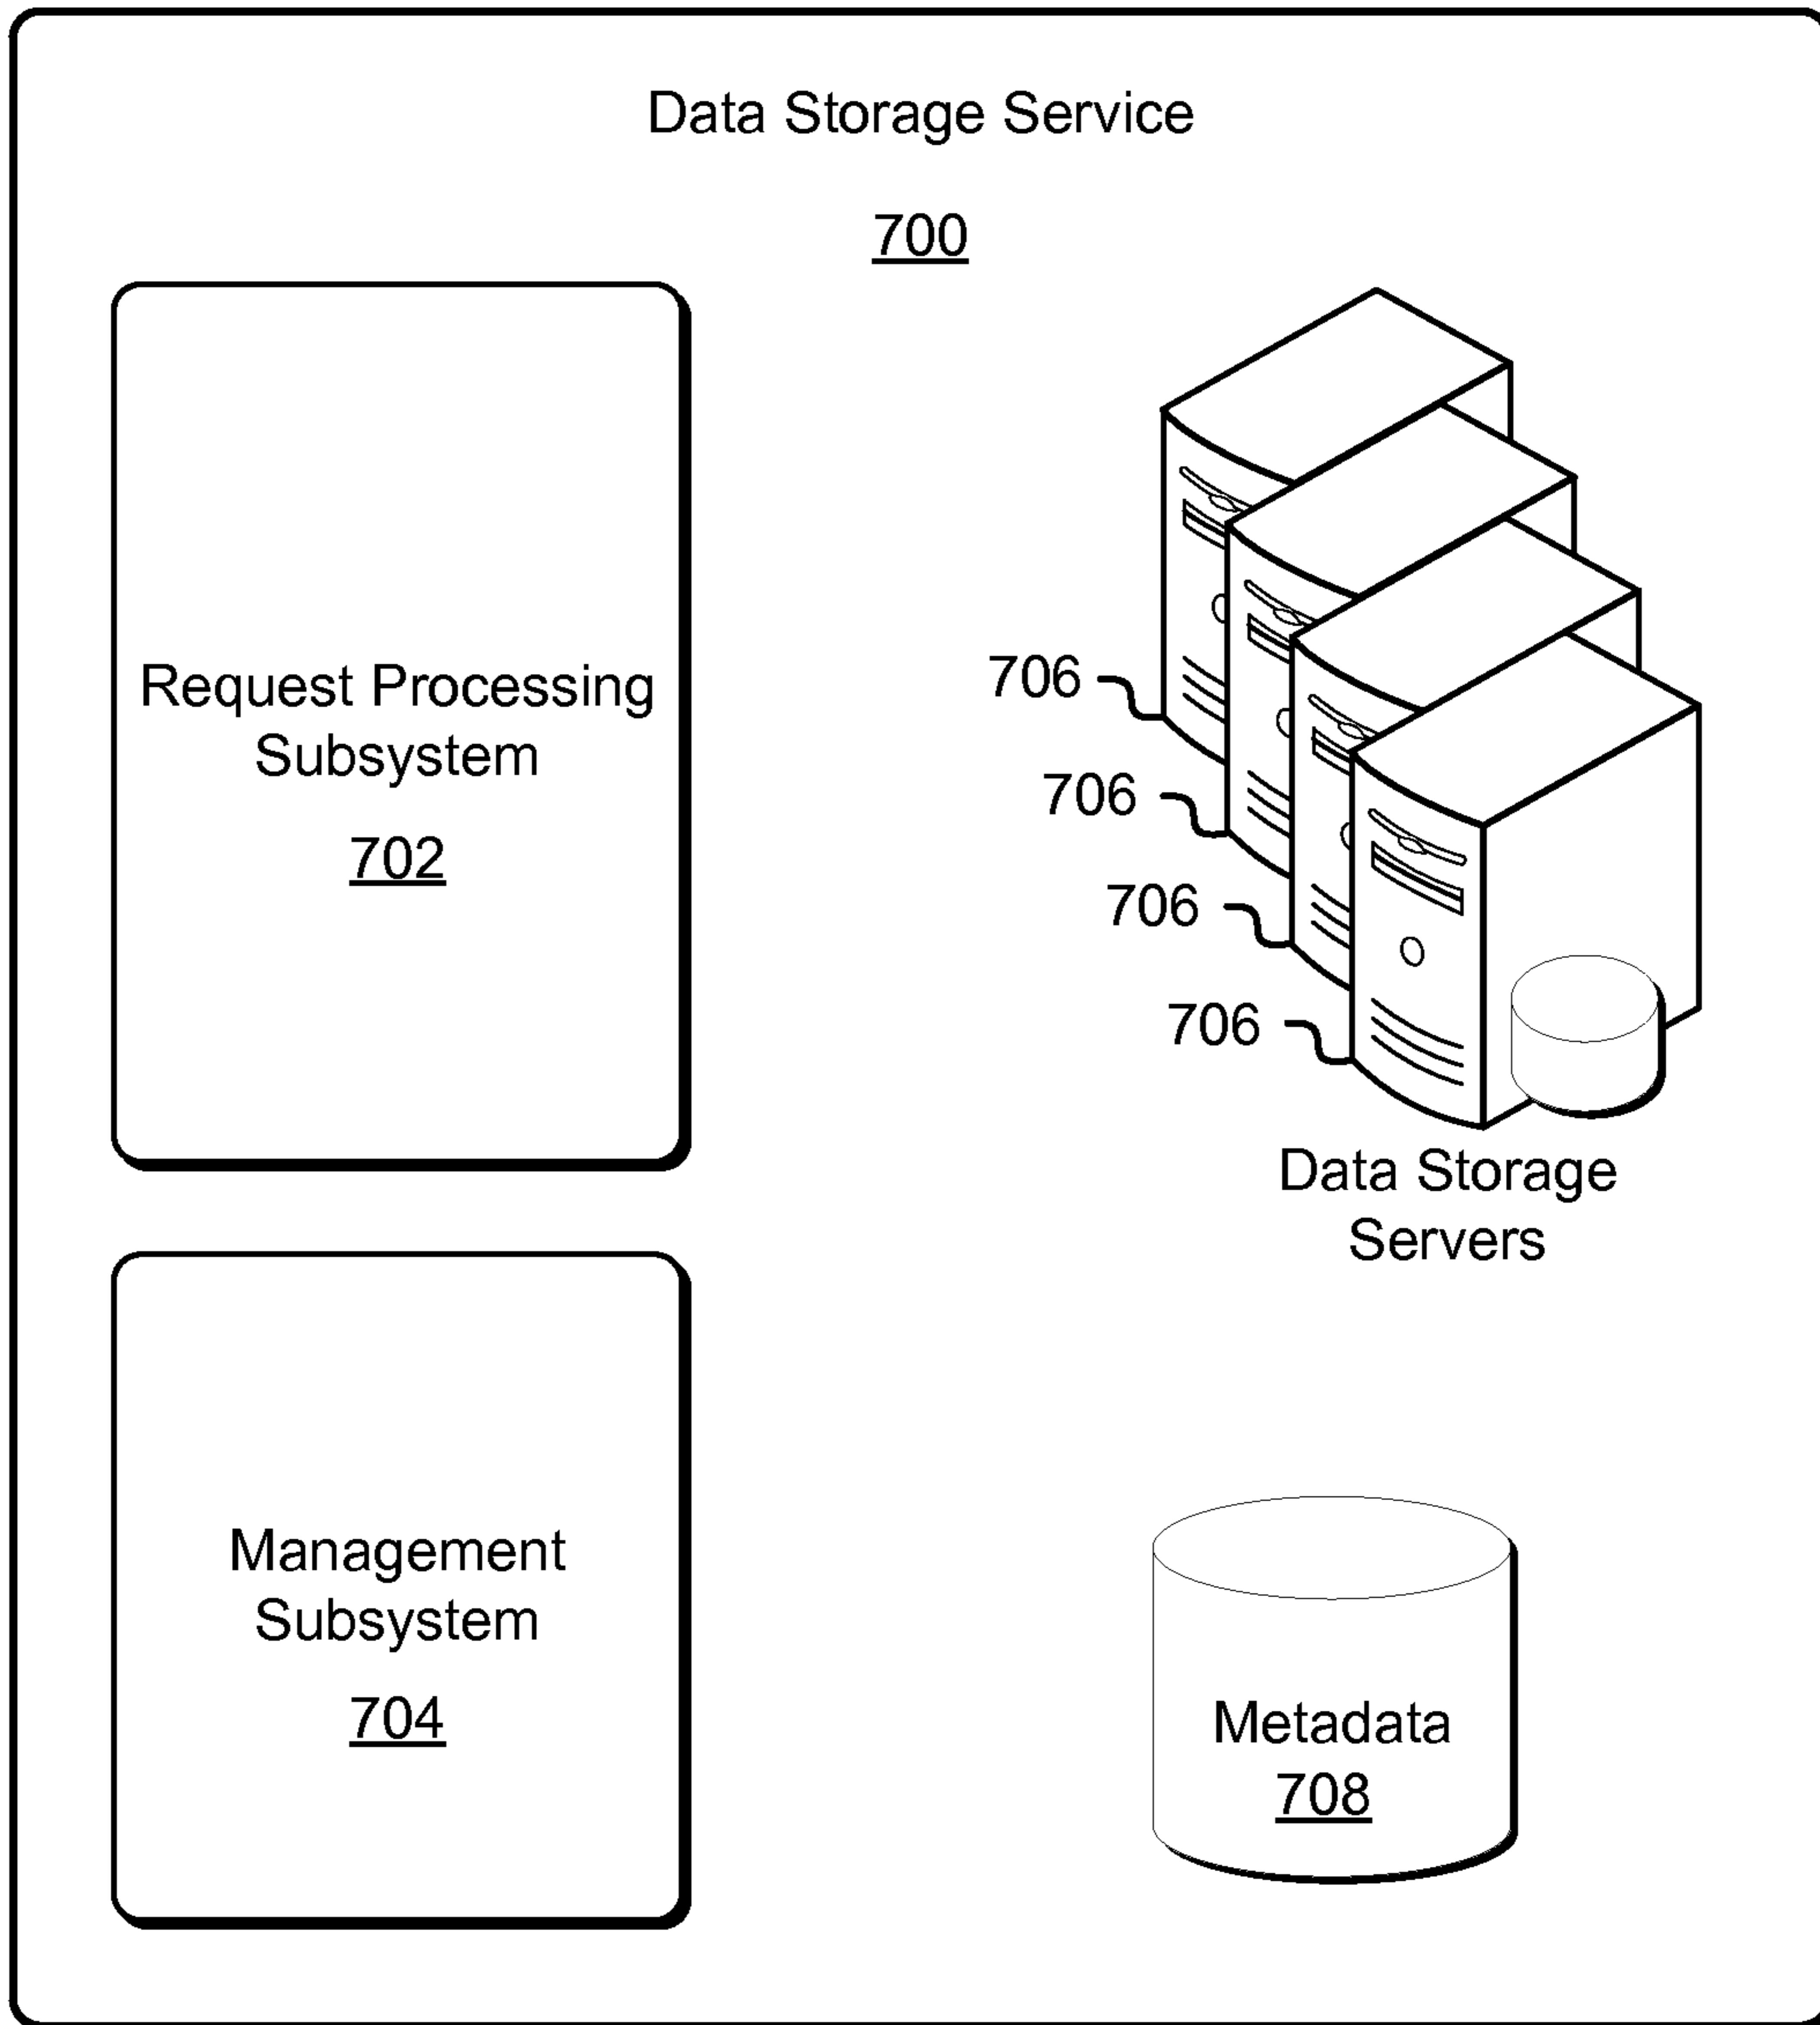 Data Storage Service
700
Request Processing
Subsystem
702
706
706
706
706
Data Storage
Servers
Management
Subsystem
704
Metadata
708